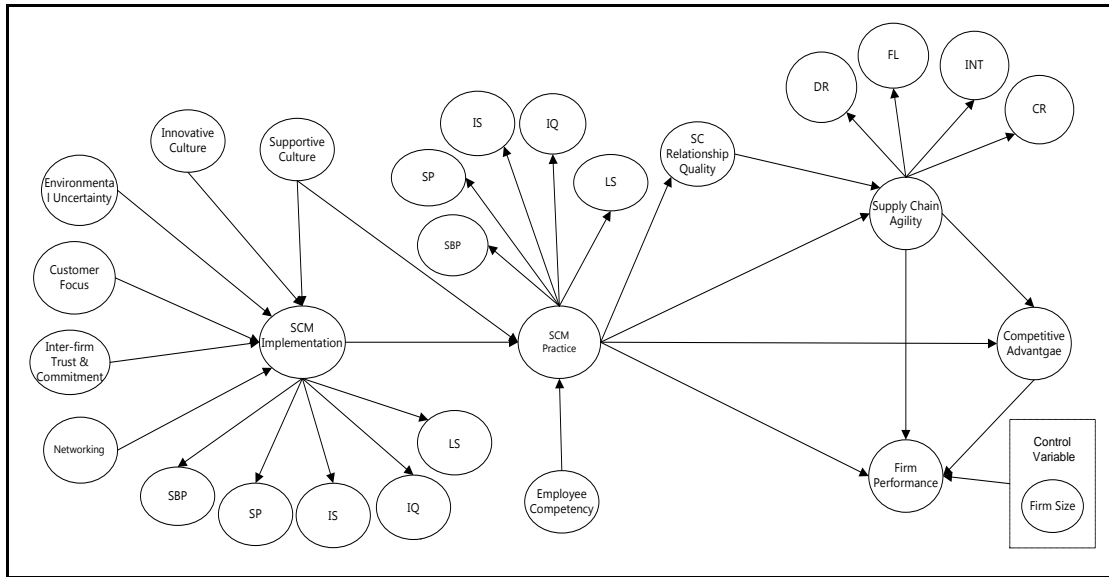 FL
INT
DR
CR
IS
IQ
Innovative
Culture
Supportive
Culture
SC
Relationship
Quality
SP
LS
Environmenta
l Uncertainty
Supply Chain
Agility
SBP
Customer
Focus
SCM
Implementation
SCM
Practice
Competitive
Advantgae
Inter-firm
Trust &
Commitment
Networking
LS
Control
Variable
Firm
Performance
SBP
SP
IS
IQ
Employee
Competency
Firm Size